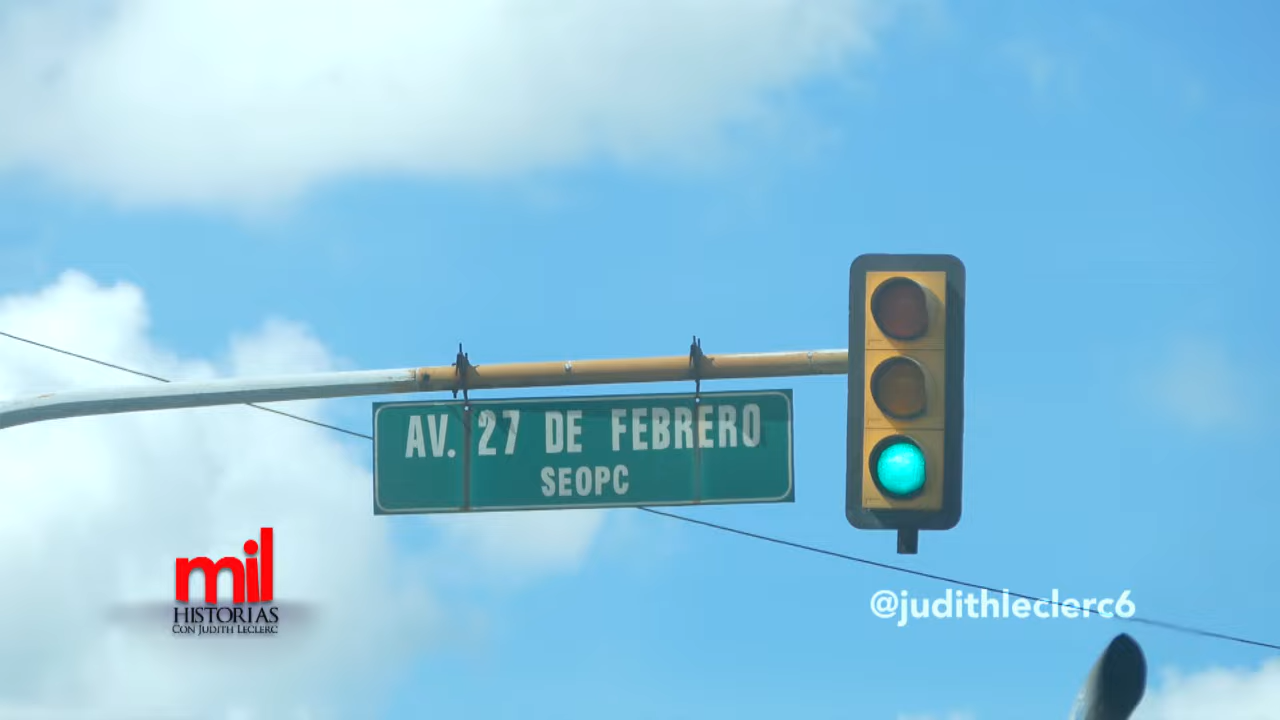 AV. 27 DE FEBRERO
SEOPC
mil
HISTORIAS
CON JUDITH LECLERC
@judithleclerc6